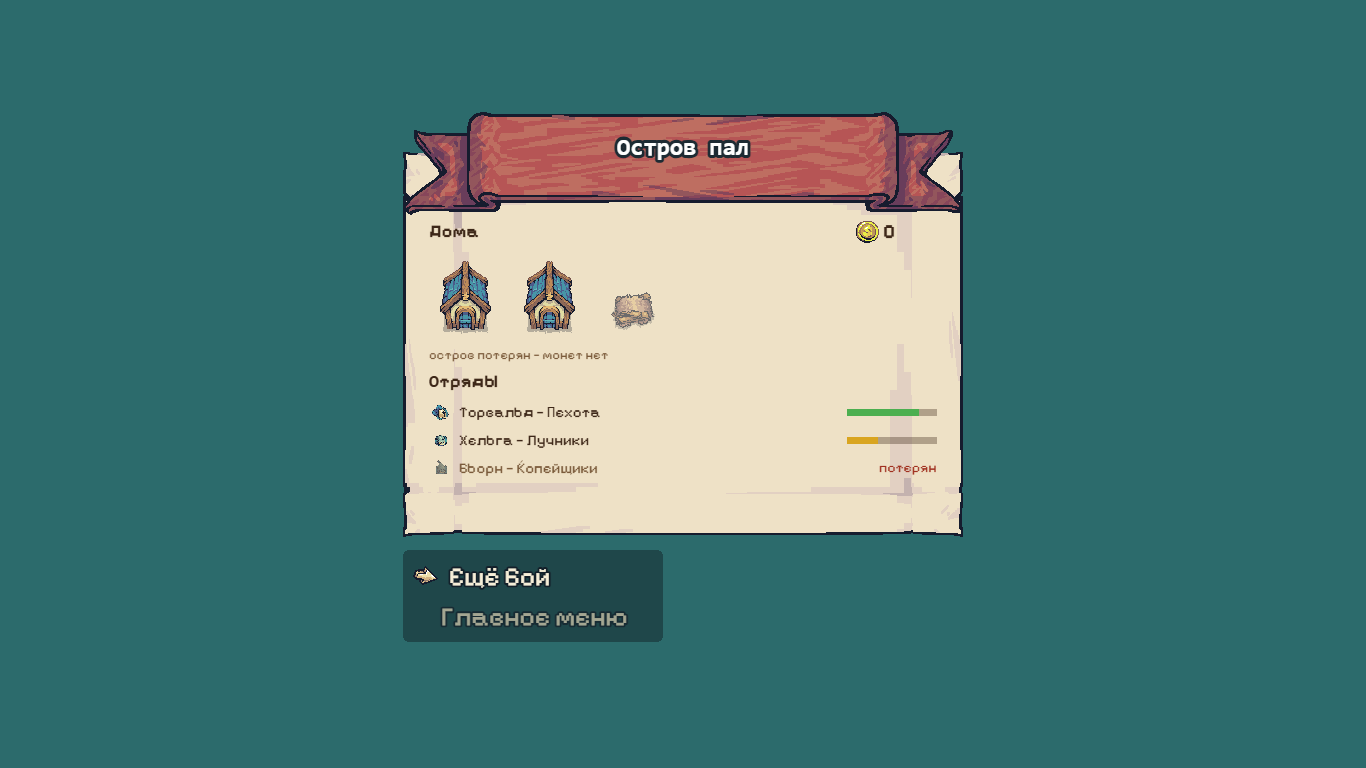 Остров пал
Дома
0
остров потерян – монет нет
Отряды
Торвальд – Пехота
Хельга – Лучники
Бьорн – Копейщики
потерян
Ещё бой
Главное меню